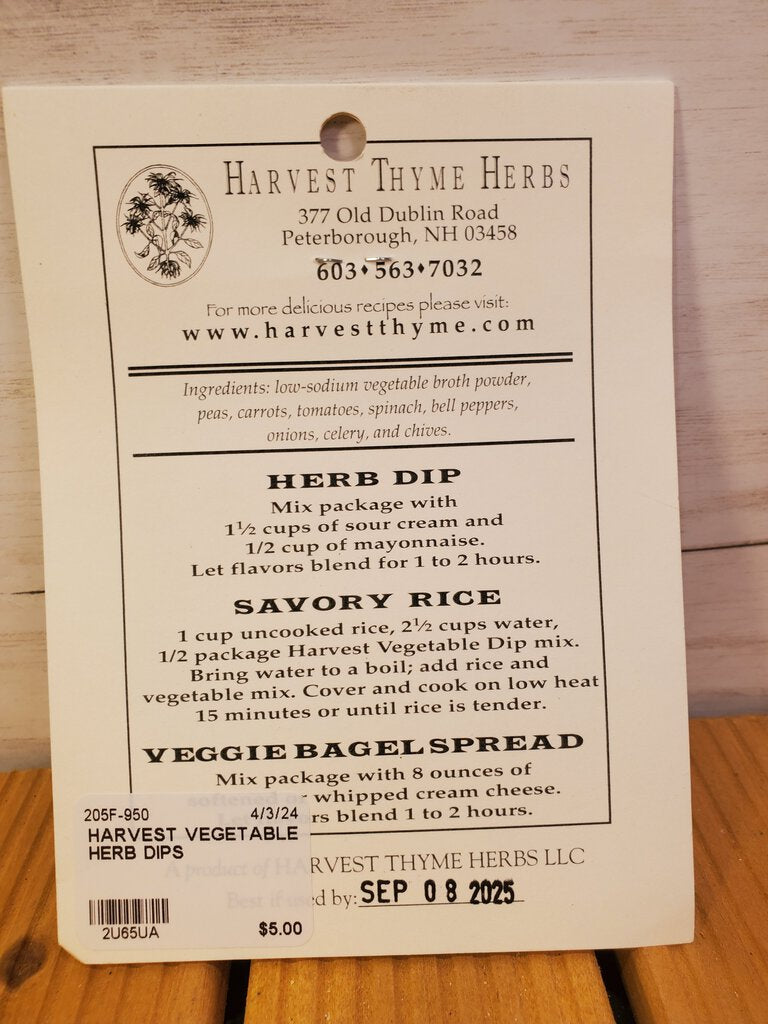 HARVEST THYME HERBS
377 Old Dublin Road
Peterborough, NH 03458
603♦563♦7032
For more delicious recipes please visit:
www.harvestthyme.com
Ingredients: low-sodium vegetable broth powder,
peas, carrots, tomatoes, spinach, bell peppers,
onions, celery, and chives.
HERB DIP
Mix package with
1½ cups of sour cream and
1/2 cup of mayonnaise.
Let flavors blend for 1 to 2 hours.
SAVORY RICE
1 cup uncooked rice, 2½ cups water,
1/2 package Harvest Vegetable Dip mix.
Bring water to a boil; add rice and
vegetable mix. Cover and cook on low heat
15 minutes or until rice is tender.
VEGGIE BAGEL SPREAD
Mix package with 8 ounces of
softened or whipped cream cheese.
Let flavors blend 1 to 2 hours.
A product of HARVEST THYME HERBS LLC
Best if used by: SEP 08 2025
205F-950 4/3/24
HARVEST VEGETABLE
HERB DIPS
2U65UA $5.00